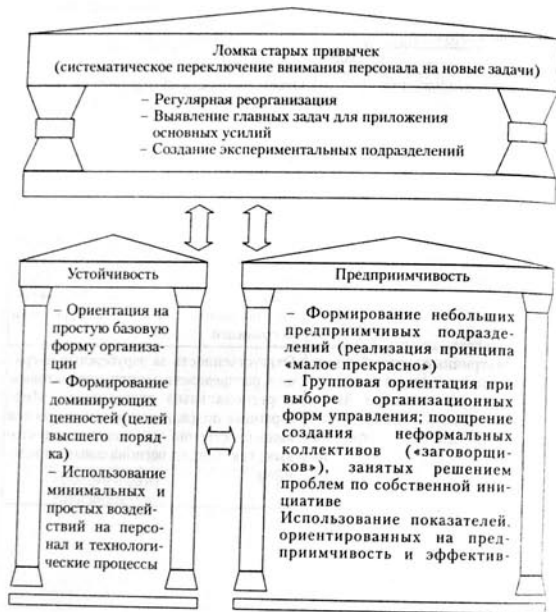 Ломка старых привычек
(систематическое переключение внимания персонала на новые задачи)
– Регулярная реорганизация
– Выявление главных задач для приложения
основных усилий
– Создание экспериментальных подразделений
Устойчивость
– Ориентация на
простую базовую
форму организа-
ции
– Формирование
доминирующих
ценностей (целей
высшего поряд-
ка)
– Использование
минимальных и
простых воздей-
ствий на персо-
нал и технологи-
ческие процессы
Предприимчивость
– Формирование небольших
предприимчивых подразде-
лений (реализация принципа
«малое прекрасно»)
– Групповая ориентация при
выборе организационных
форм управления; поощрение
создания неформальных
коллективов («заговорщи-
ков»), занятых решением
проблем по собственной ини-
циативе
Использование показателей,
ориентированных на пред-
приимчивость и эффектив-